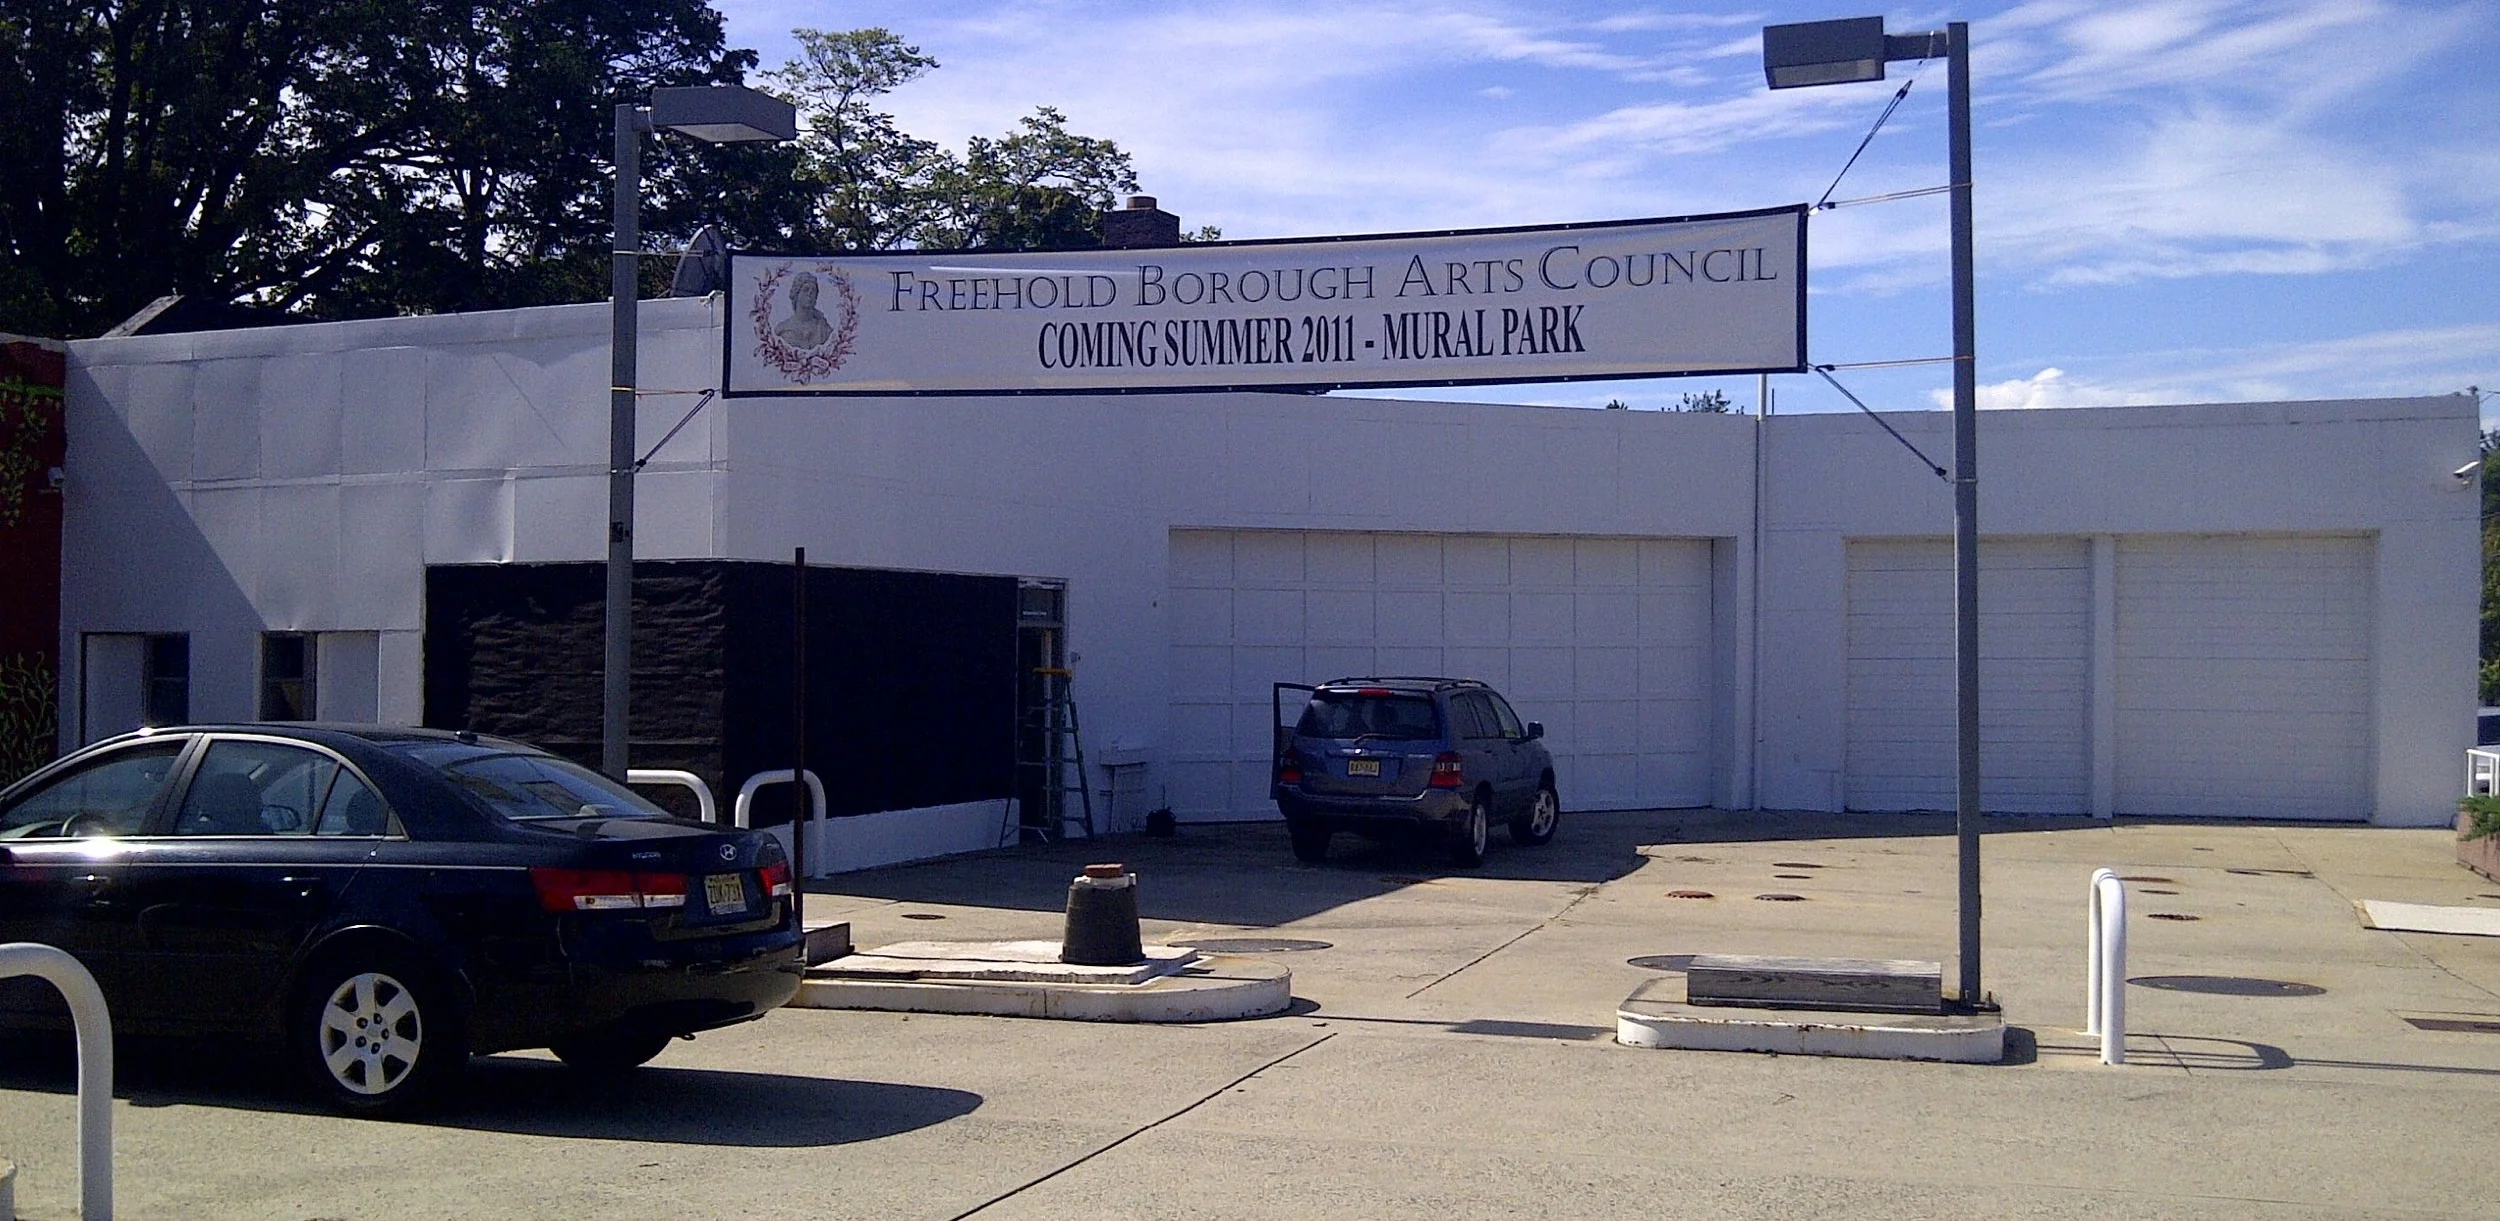 FREEHOLD BOROUGH ARTS COUNCIL
COMING SUMMER 2011 - MURAL PARK